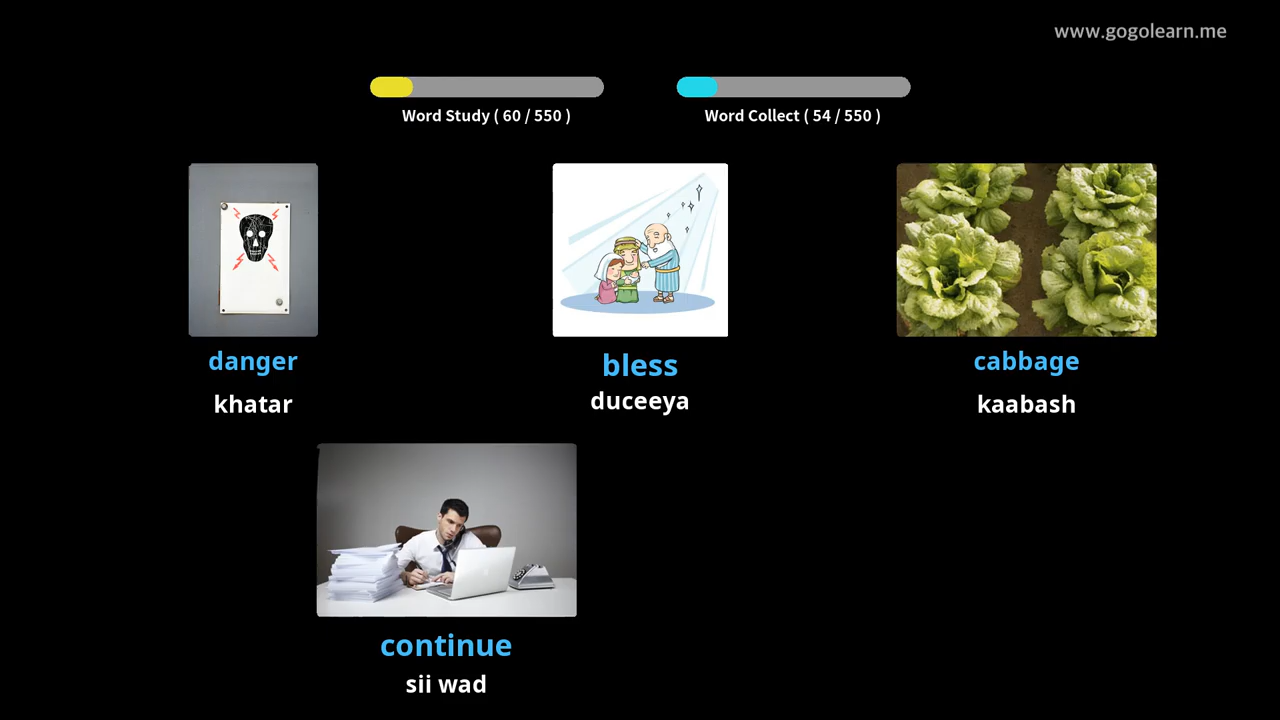 www.gogolearn.me
Word Study ( 60 / 550 )
Word Collect ( 54 / 550 )
danger
khatar
bless
duceeya
cabbage
kaabash
continue
sii wad